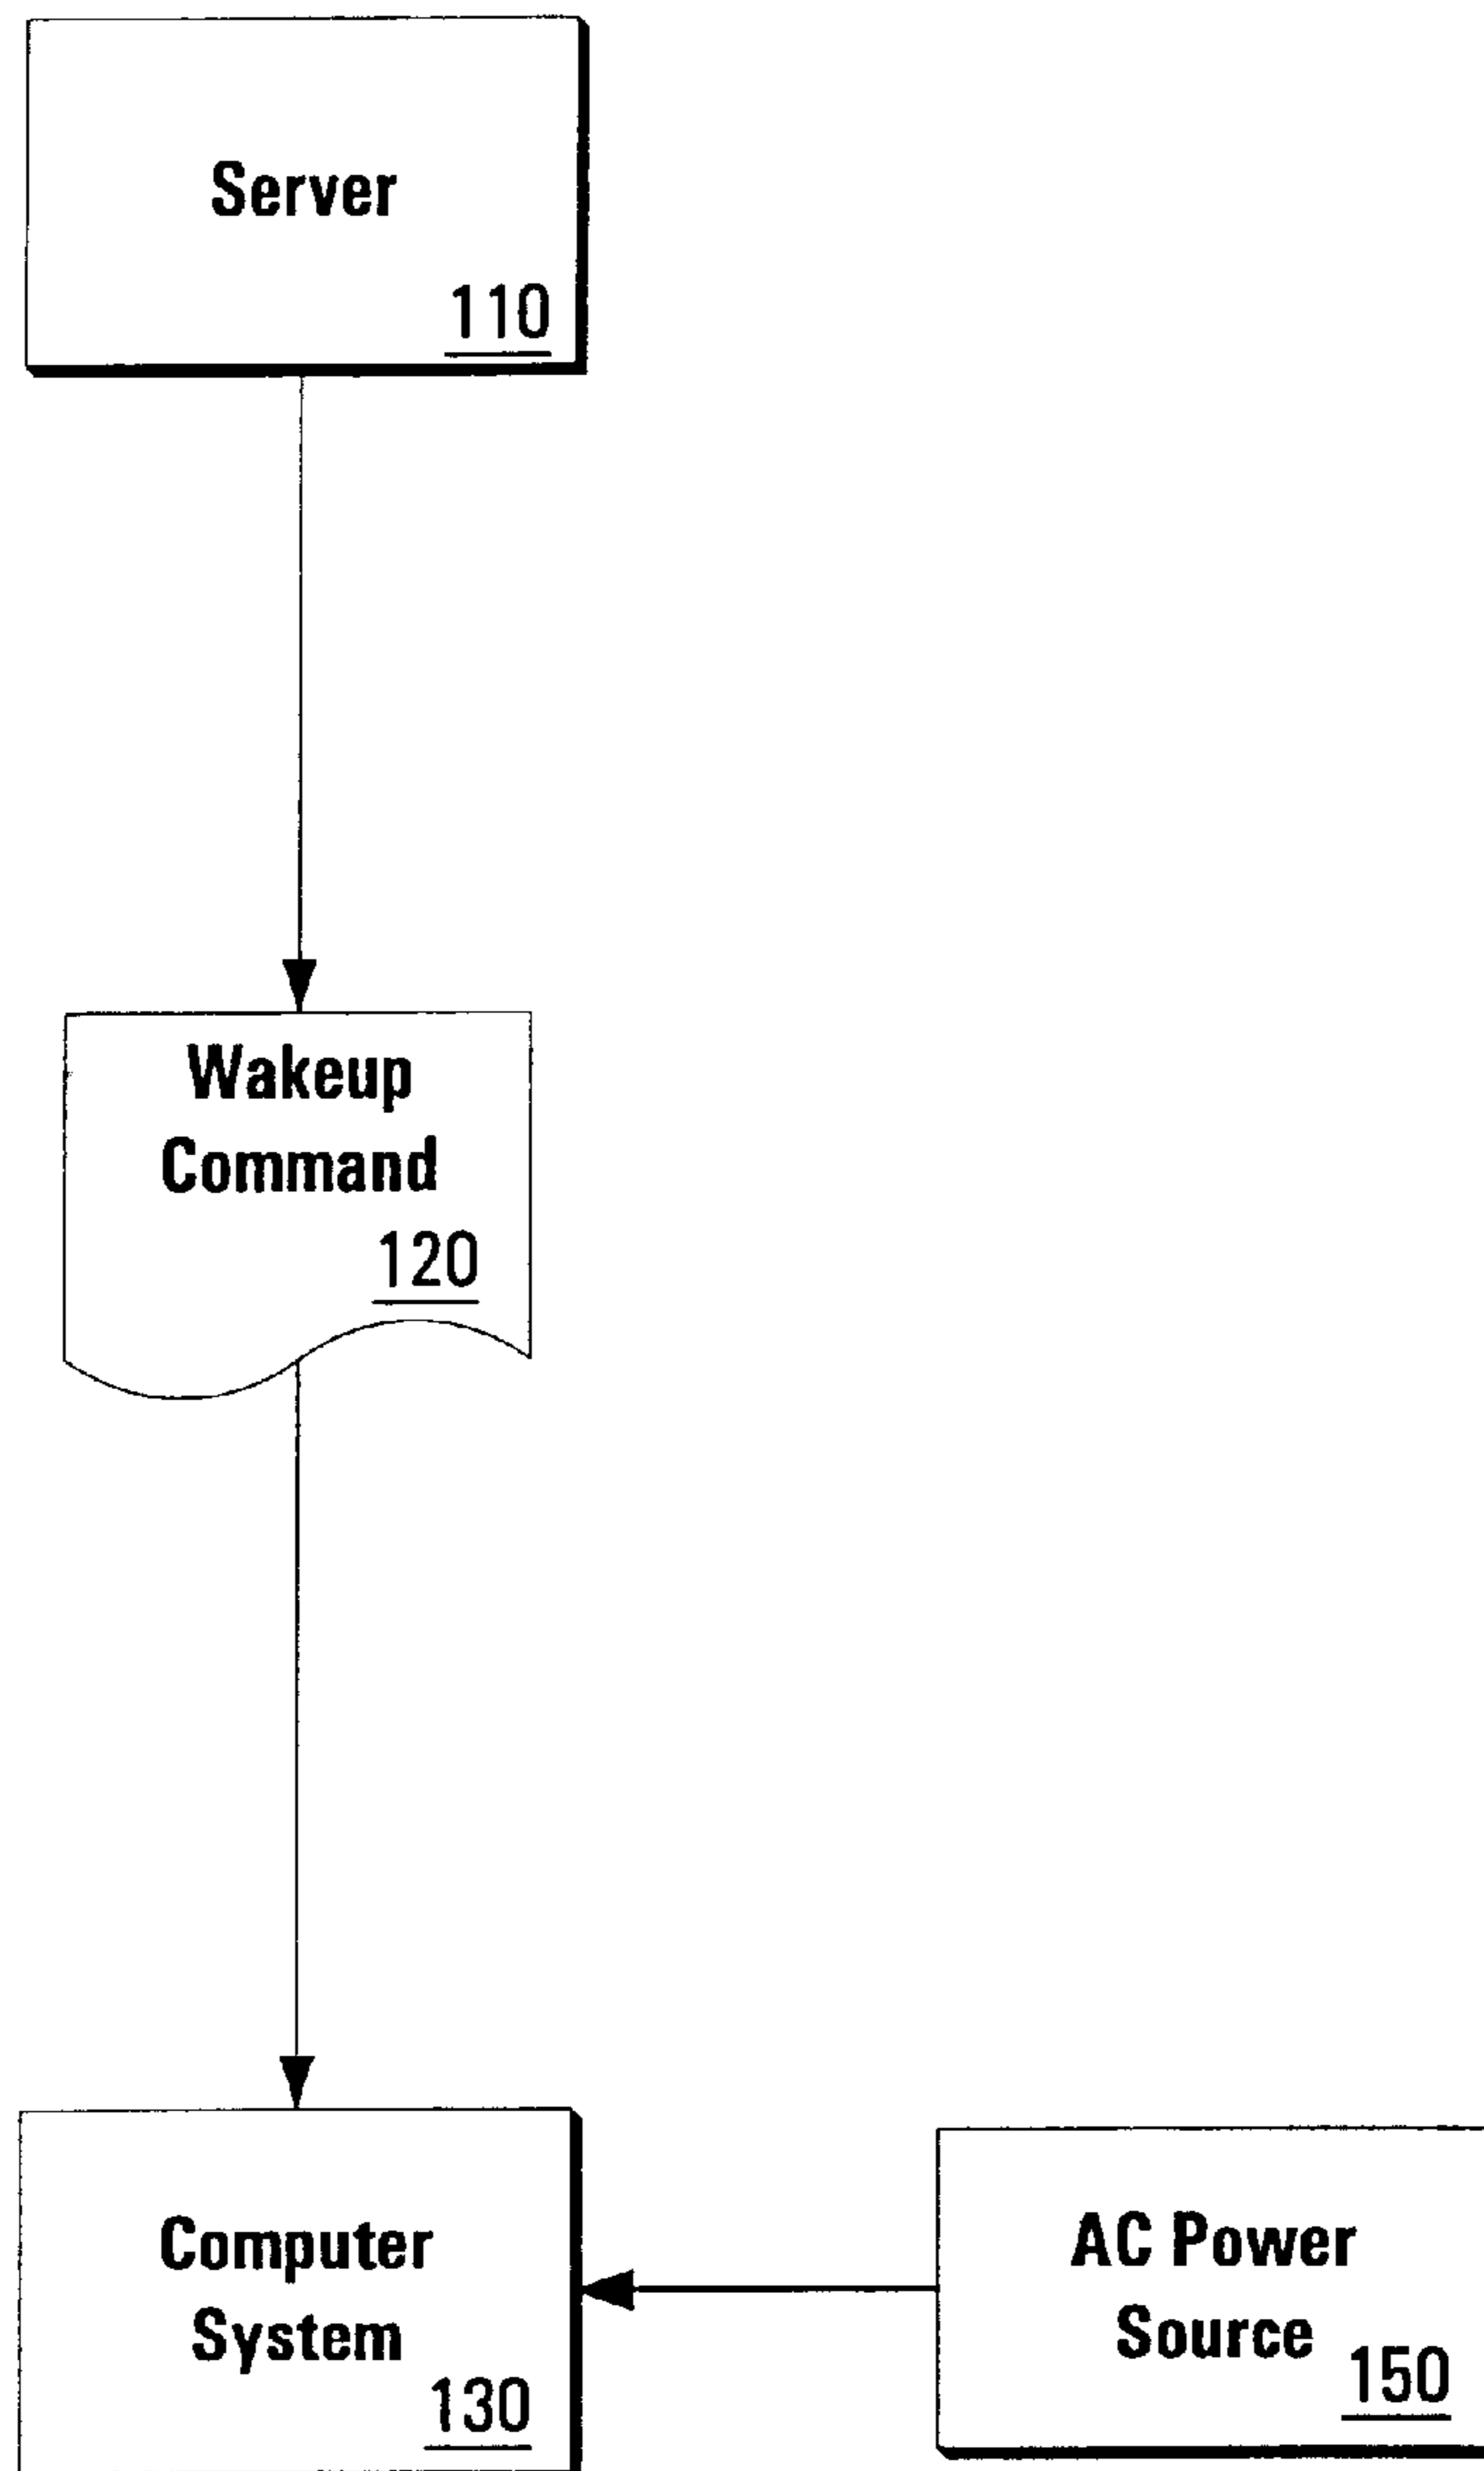 Server
110
Wakeup
Command
120
Computer
System
130
AC Power
Source
150